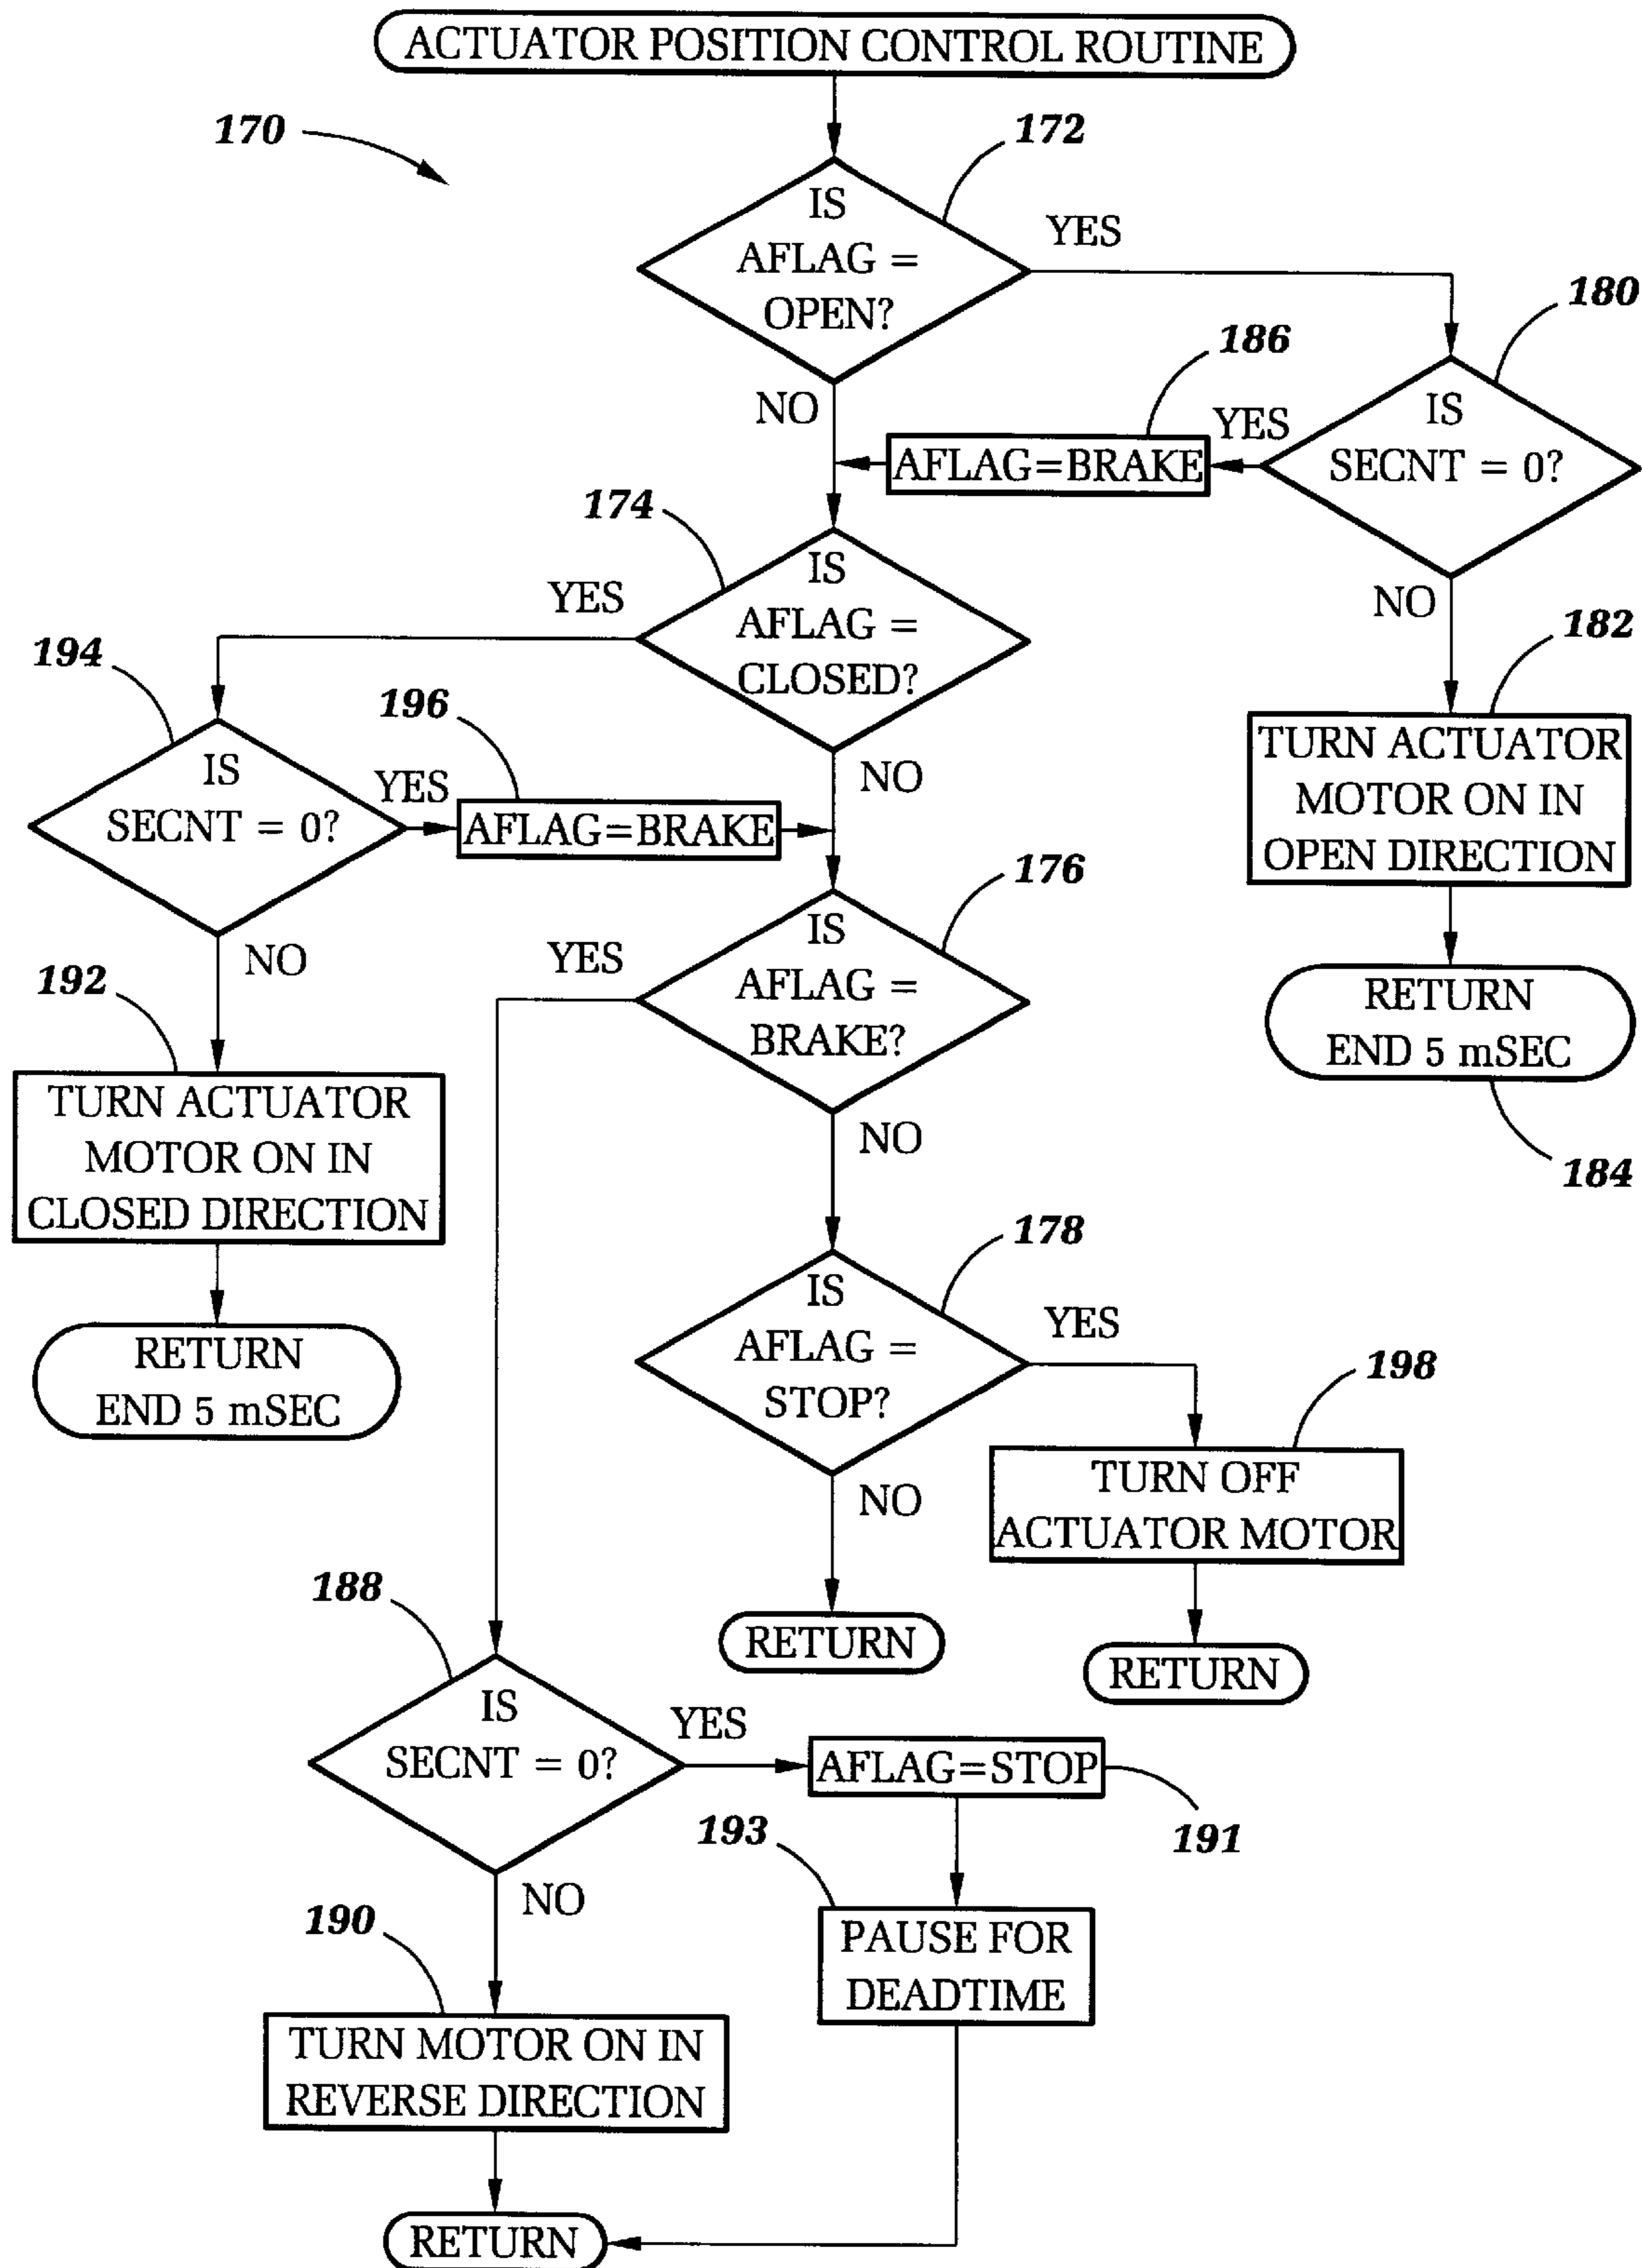 ACTUATOR POSITION CONTROL ROUTINE
170
172
IS
AFLAG =
OPEN?
YES
NO
180
IS
SECNT = 0?
YES
NO
186
AFLAG=BRAKE
174
IS
AFLAG =
CLOSED?
YES
NO
182
TURN ACTUATOR
MOTOR ON IN
OPEN DIRECTION
RETURN
END 5 mSEC
184
194
IS
SECNT = 0?
YES
NO
196
AFLAG=BRAKE
192
TURN ACTUATOR
MOTOR ON IN
CLOSED DIRECTION
RETURN
END 5 mSEC
176
IS
AFLAG =
BRAKE?
YES
NO
178
IS
AFLAG =
STOP?
YES
NO
198
TURN OFF
ACTUATOR MOTOR
RETURN
RETURN
188
IS
SECNT = 0?
YES
NO
AFLAG=STOP
191
193
PAUSE FOR
DEADTIME
190
TURN MOTOR ON IN
REVERSE DIRECTION
RETURN